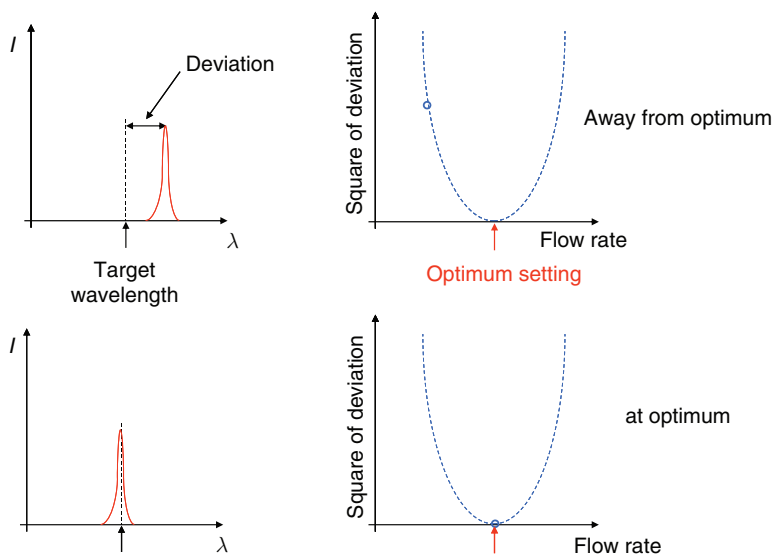 I
Deviation
λ
Target
wavelength
Square of deviation
Away from optimum
Flow rate
Optimum setting
I
λ
Square of deviation
at optimum
Flow rate